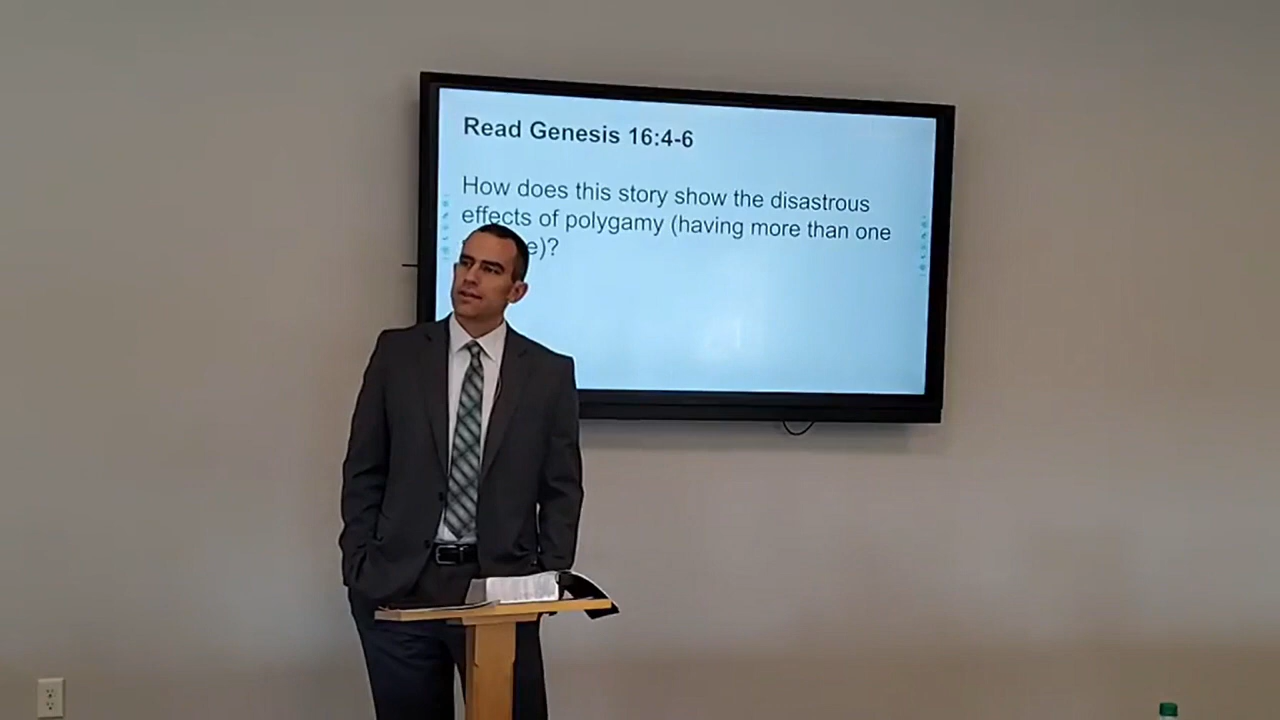 Read Genesis 16:4-6
How does this story show the disastrous
effects of polygamy (having more than one
e)?